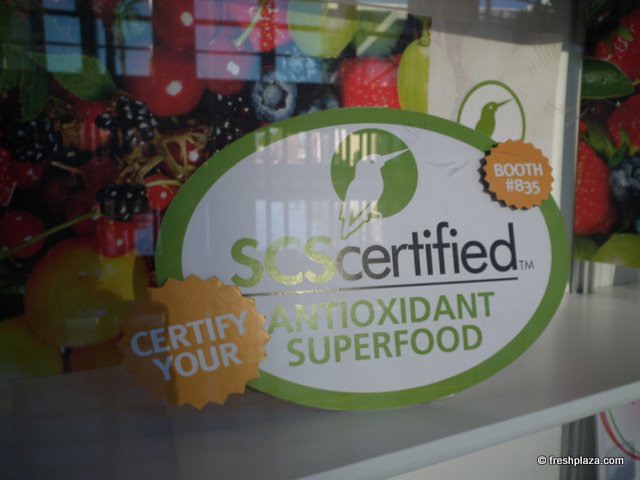 BOOTH
#835
SCScertified™
CERTIFY
YOUR
ANTIOXIDANT
SUPERFOOD
© freshplaza.com